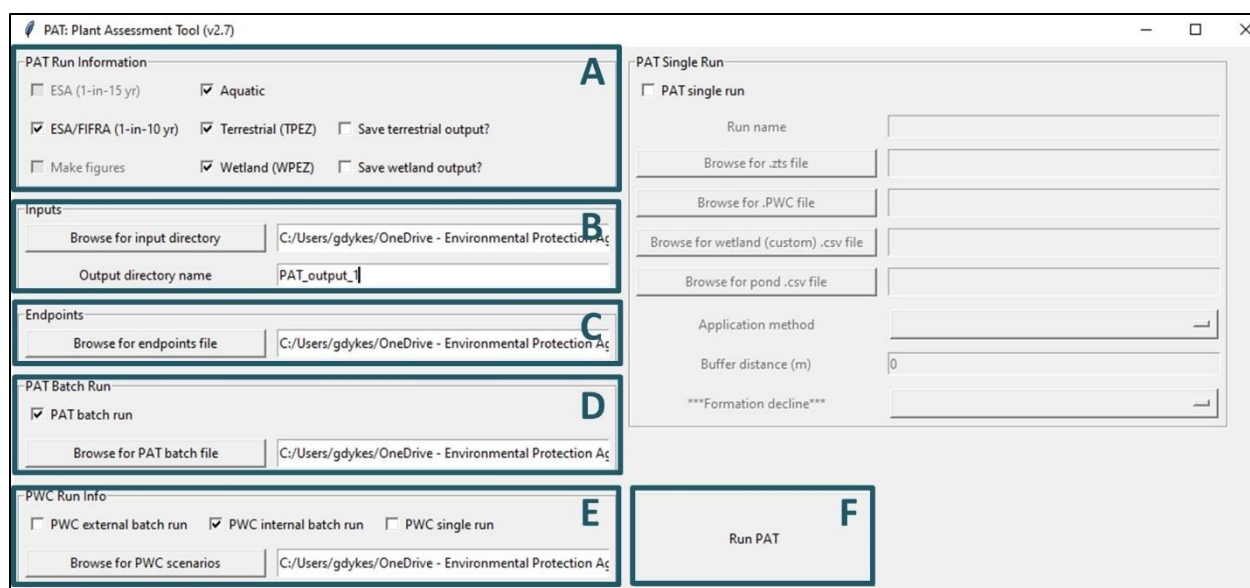 PAT: Plant Assessment Tool (v2.7)
PAT Run Information
A
ESA (1-in-15 yr) Aquatic
ESA/FIFRA (1-in-10 yr) Terrestrial (TPEZ) Save terrestrial output?
Make figures Wetland (WPEZ) Save wetland output?
Inputs
B
Browse for input directory C:/Users/gdykes/OneDrive - Environmental Protection Ag
Output directory name PAT_output_1
Endpoints
C
Browse for endpoints file C:/Users/gdykes/OneDrive - Environmental Protection Ag
PAT Batch Run
D
PAT batch run
Browse for PAT batch file C:/Users/gdykes/OneDrive - Environmental Protection Ag
PWC Run Info
E
PWC external batch run PWC internal batch run PWC single run
Browse for PWC scenarios C:/Users/gdykes/OneDrive - Environmental Protection Ag
PAT Single Run
PAT single run
Run name
Browse for .zts file
Browse for .PWC file
Browse for wetland (custom) .csv file
Browse for pond .csv file
Application method
Buffer distance (m) 0
***Formation decline***
F
Run PAT